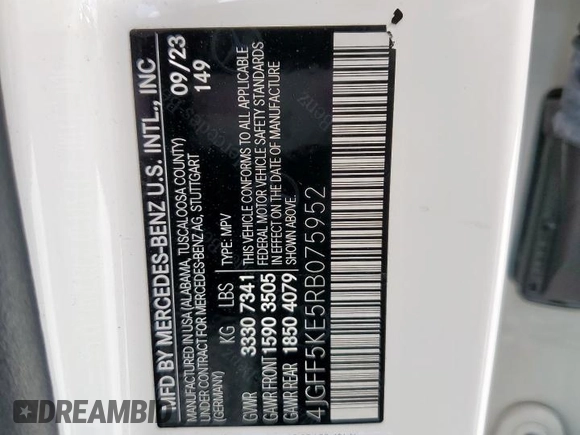 MFD BY MERCEDES-BENZ U.S. INTL., INC
MANUFACTURED IN USA (ALABAMA, TUSCALOOSA COUNTY)
UNDER CONTRACT FOR MERCEDES-BENZ AG, STUTTGART
(GERMANY)
09/23
149
KG LBS TYPE: MPV
GVWR 3330 7341
GAWR FRONT 1590 3505
GAWR REAR 1850 4079
THIS VEHICLE CONFORMS TO ALL APPLICABLE
FEDERAL MOTOR VEHICLE SAFETY STANDARDS
IN EFFECT ON THE DATE OF MANUFACTURE
SHOWN ABOVE.
4JGFF5KE5RB075952
4DREAMBID